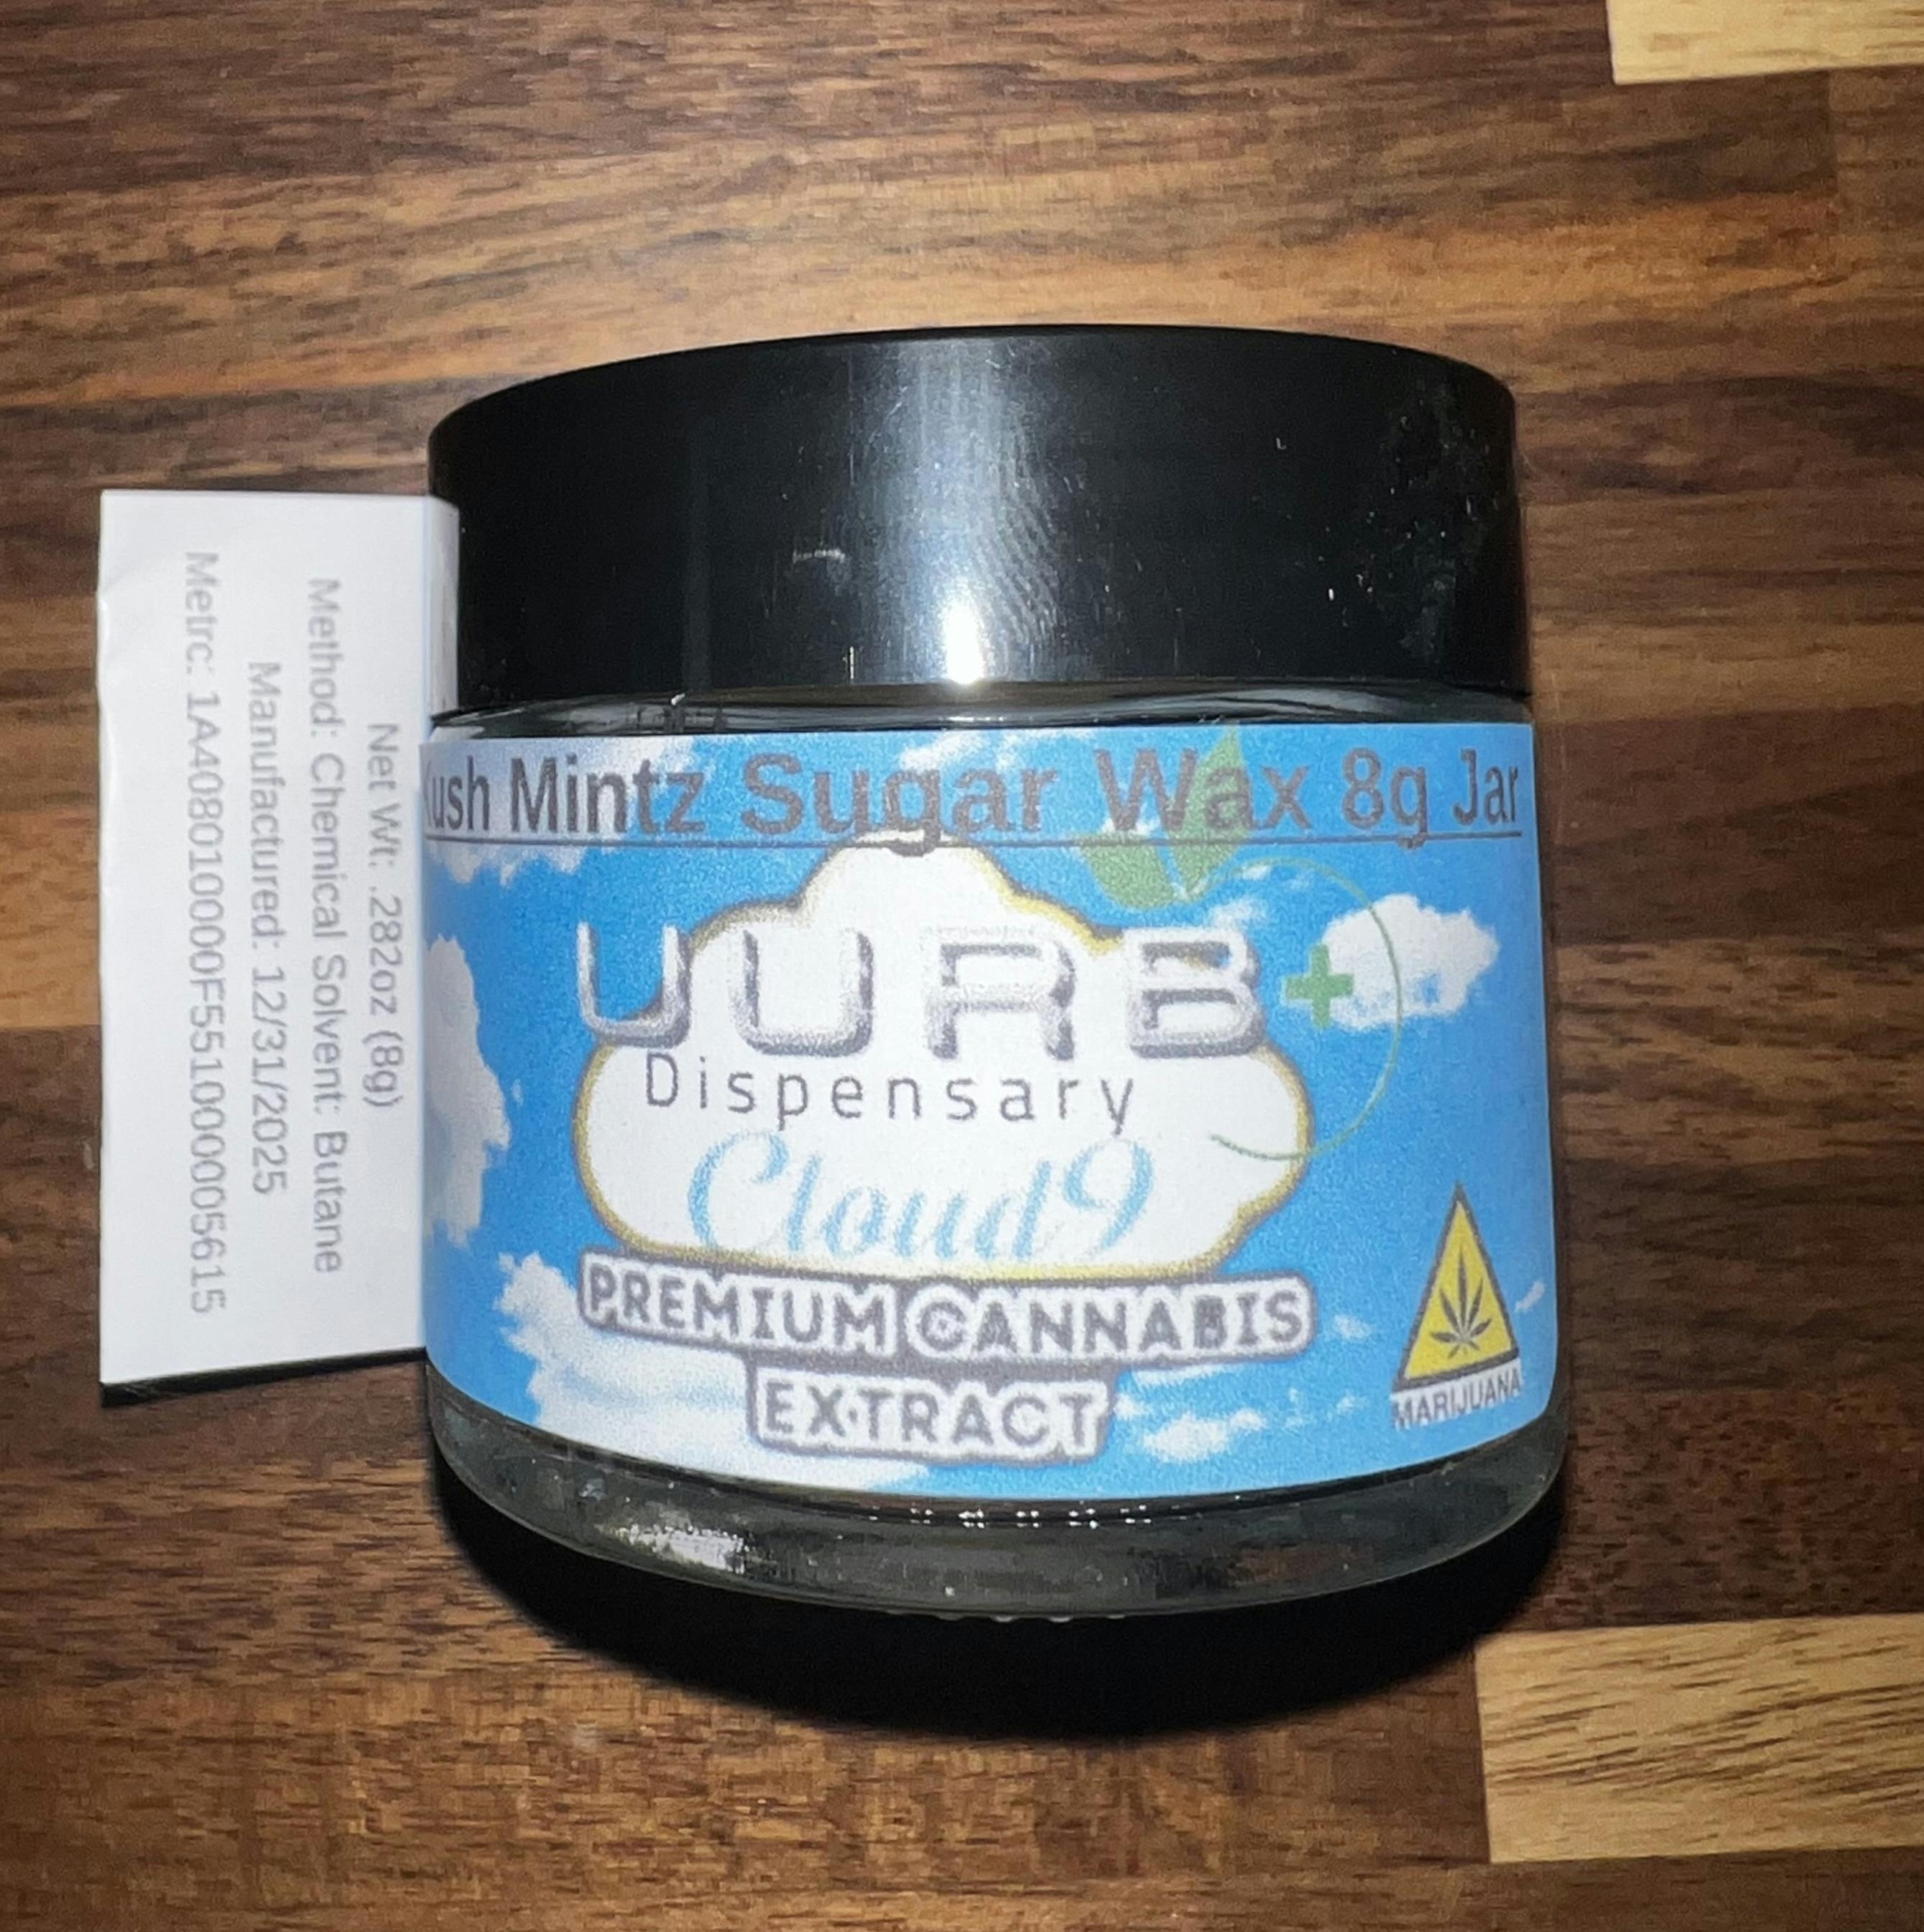 Kush Mintz Sugar Wax 8g Jar
UURB+
Dispensary
Cloud9
PREMIUM CANNABIS
EXTRACT
MARIJUANA
Net Wt: .282oz (8g)
Method: Chemical Solvent: Butane
Manufactured: 12/31/2025
Metrc: 1A4080100000F5510000005615